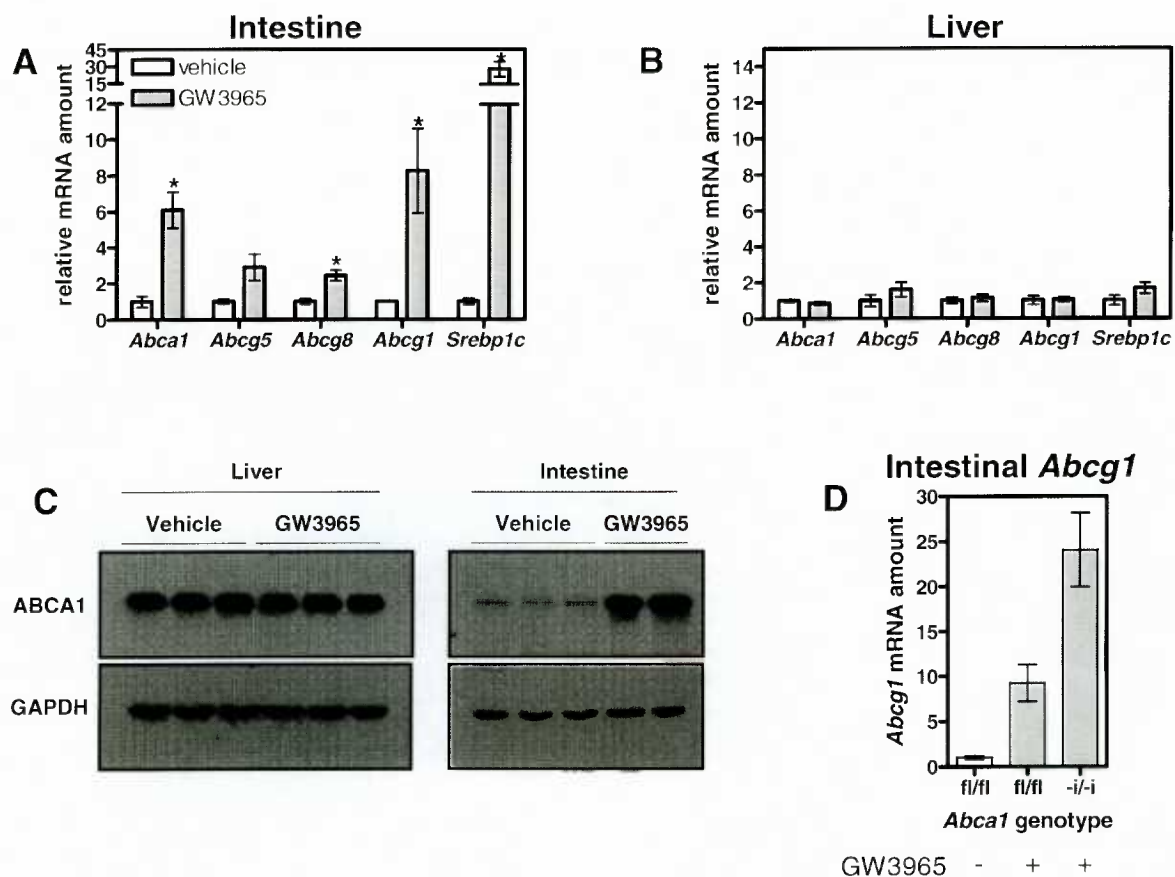 Intestine
A
45
30
15
12
10
8
6
4
2
0
relative mRNA amount
vehicle
GW3965
*
*
*
*
Abca1 Abcg5 Abcg8 Abcg1 Srebp1c
Liver
B
14
12
10
8
6
4
2
0
relative mRNA amount
Abca1 Abcg5 Abcg8 Abcg1 Srebp1c
C
Liver
Intestine
Vehicle GW3965
Vehicle GW3965
ABCA1
GAPDH
Intestinal Abcg1
D
30
25
20
15
10
5
0
Abcg1 mRNA amount
fl/fl fl/fl -i/-i
Abca1 genotype
GW3965 - + +